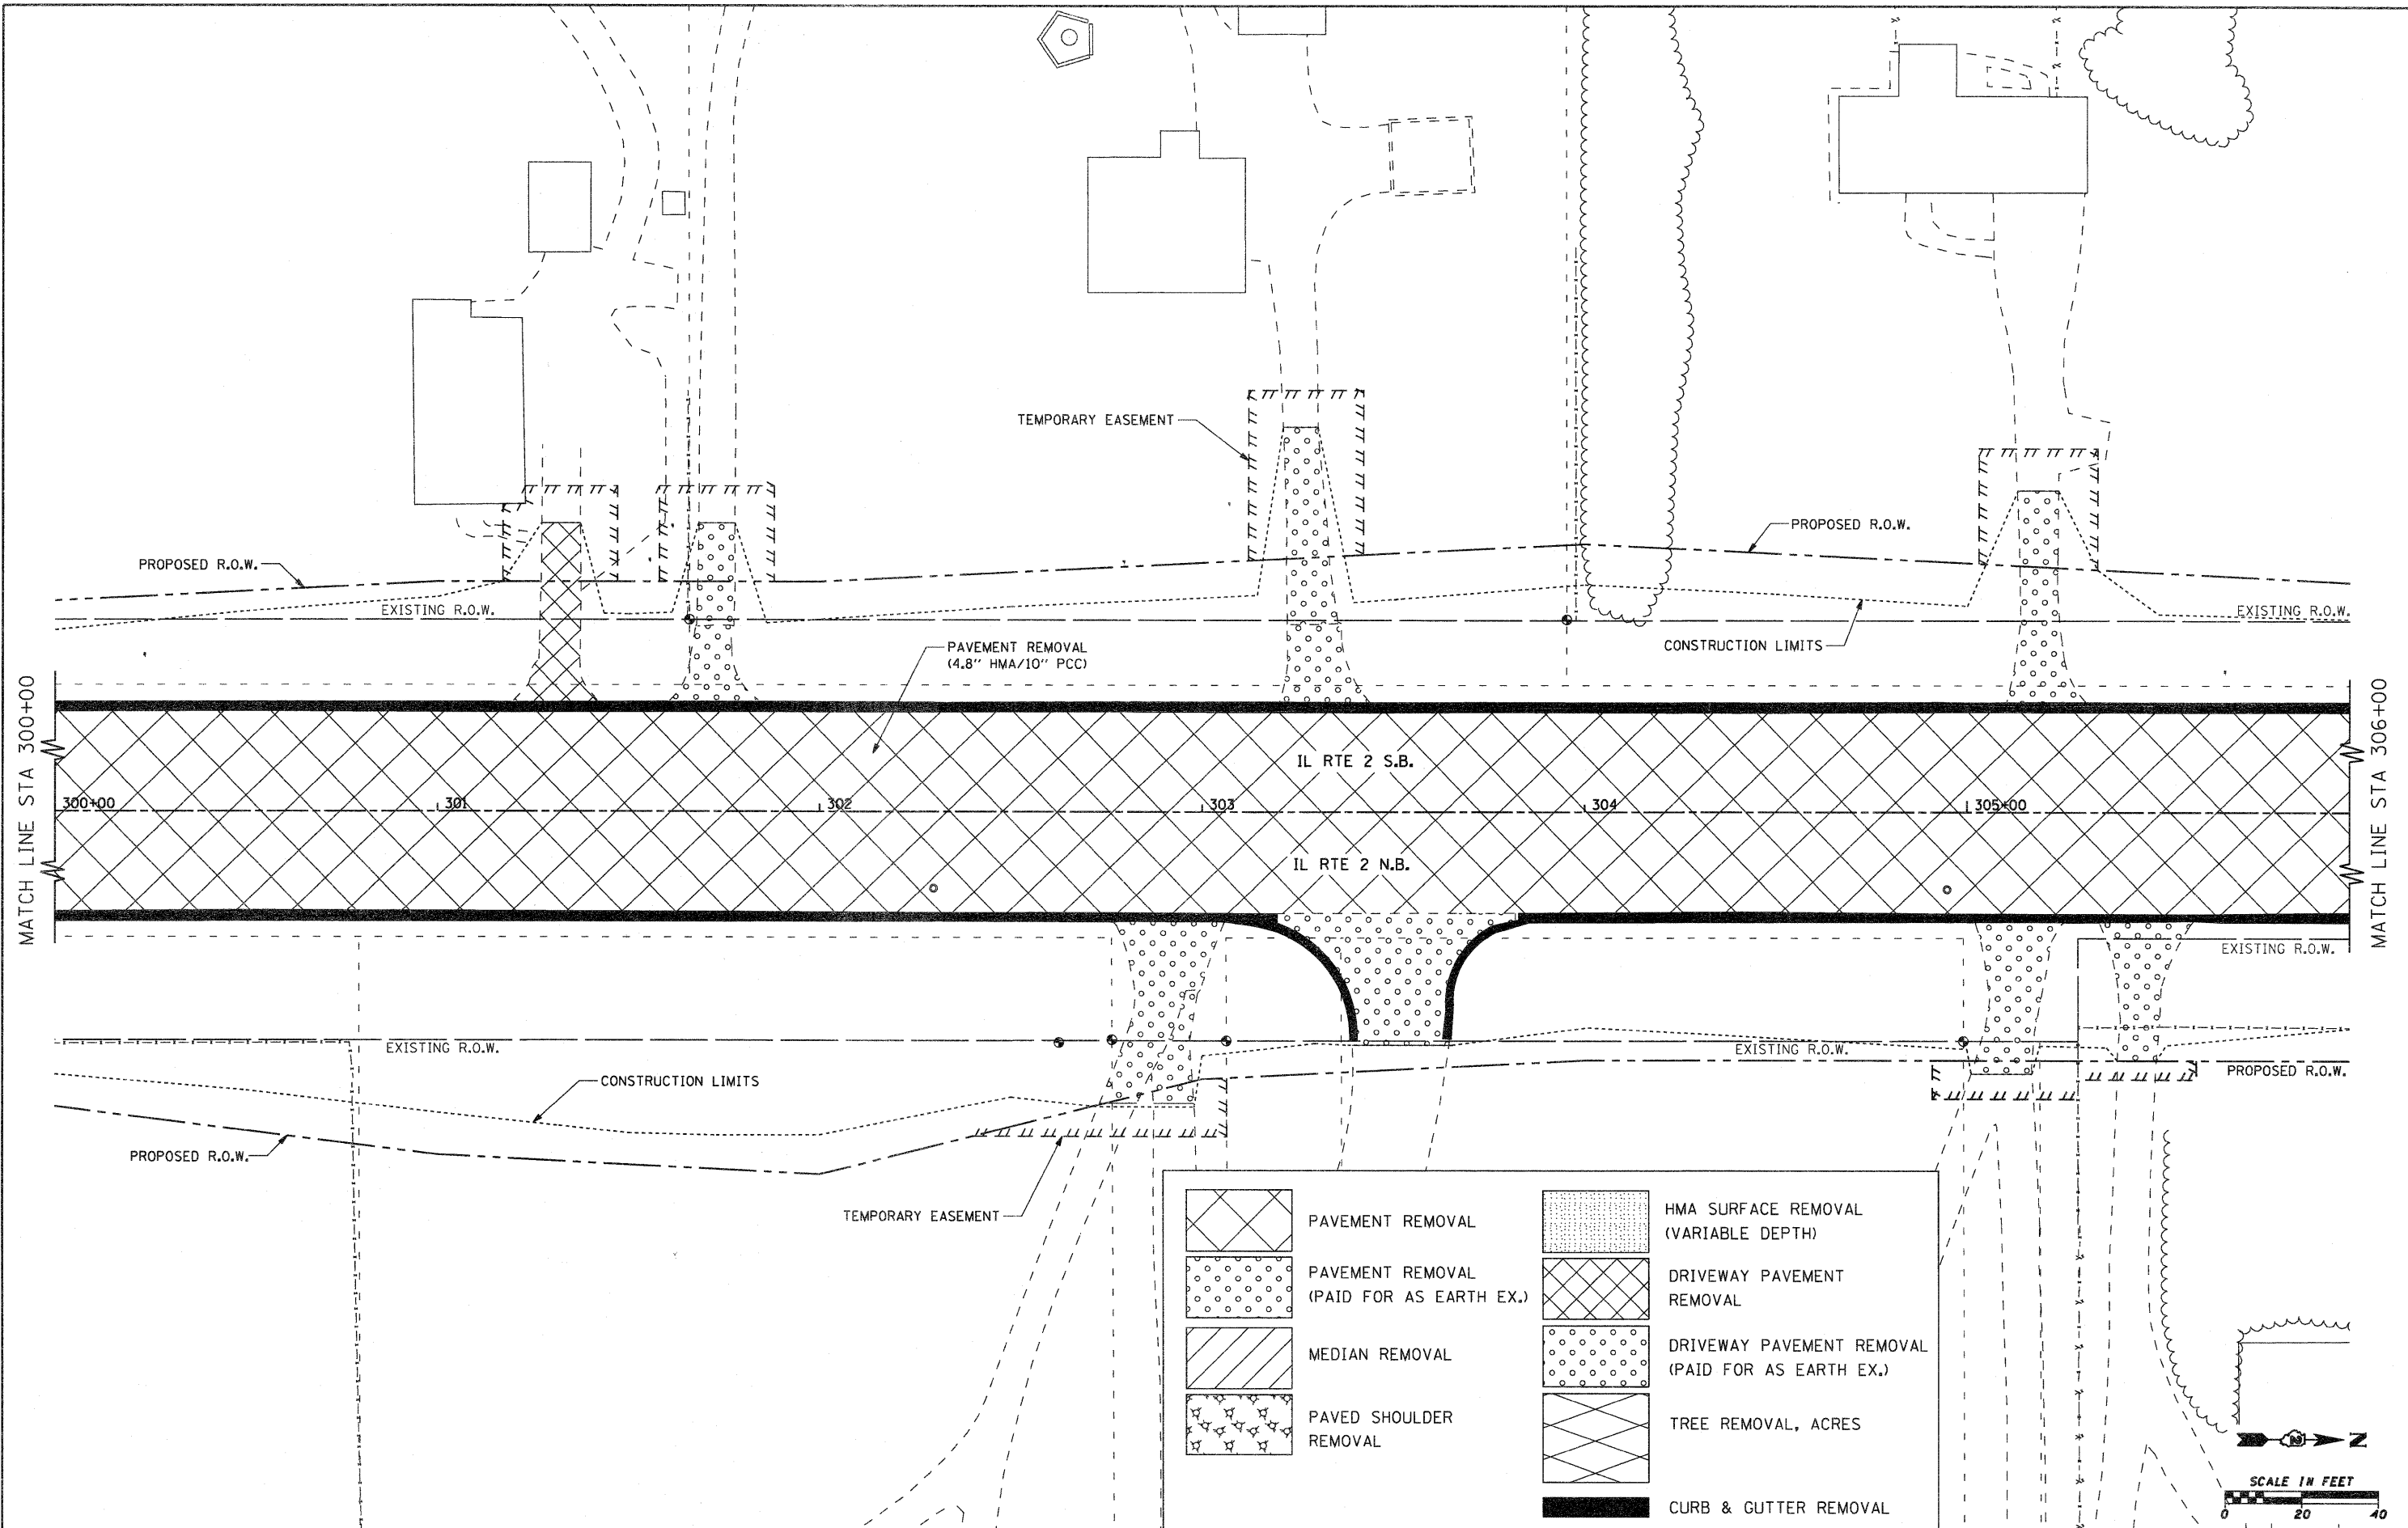 TEMPORARY EASEMENT
PROPOSED R.O.W.
PROPOSED R.O.W.
EXISTING R.O.W.
EXISTING R.O.W.
CONSTRUCTION LIMITS
PAVEMENT REMOVAL
(4.8" HMA/10" PCC)
MATCH LINE STA 300+00
MATCH LINE STA 306+00
IL RTE 2 S.B.
300+00
301
302
303
304
305+00
IL RTE 2 N.B.
EXISTING R.O.W.
EXISTING R.O.W.
EXISTING R.O.W.
CONSTRUCTION LIMITS
PROPOSED R.O.W.
PROPOSED R.O.W.
TEMPORARY EASEMENT
PAVEMENT REMOVAL
PAVEMENT REMOVAL
(PAID FOR AS EARTH EX.)
MEDIAN REMOVAL
PAVED SHOULDER
REMOVAL
HMA SURFACE REMOVAL
(VARIABLE DEPTH)
DRIVEWAY PAVEMENT
REMOVAL
DRIVEWAY PAVEMENT REMOVAL
(PAID FOR AS EARTH EX.)
TREE REMOVAL, ACRES
CURB & GUTTER REMOVAL
2
N
SCALE IN FEET
0 20 40